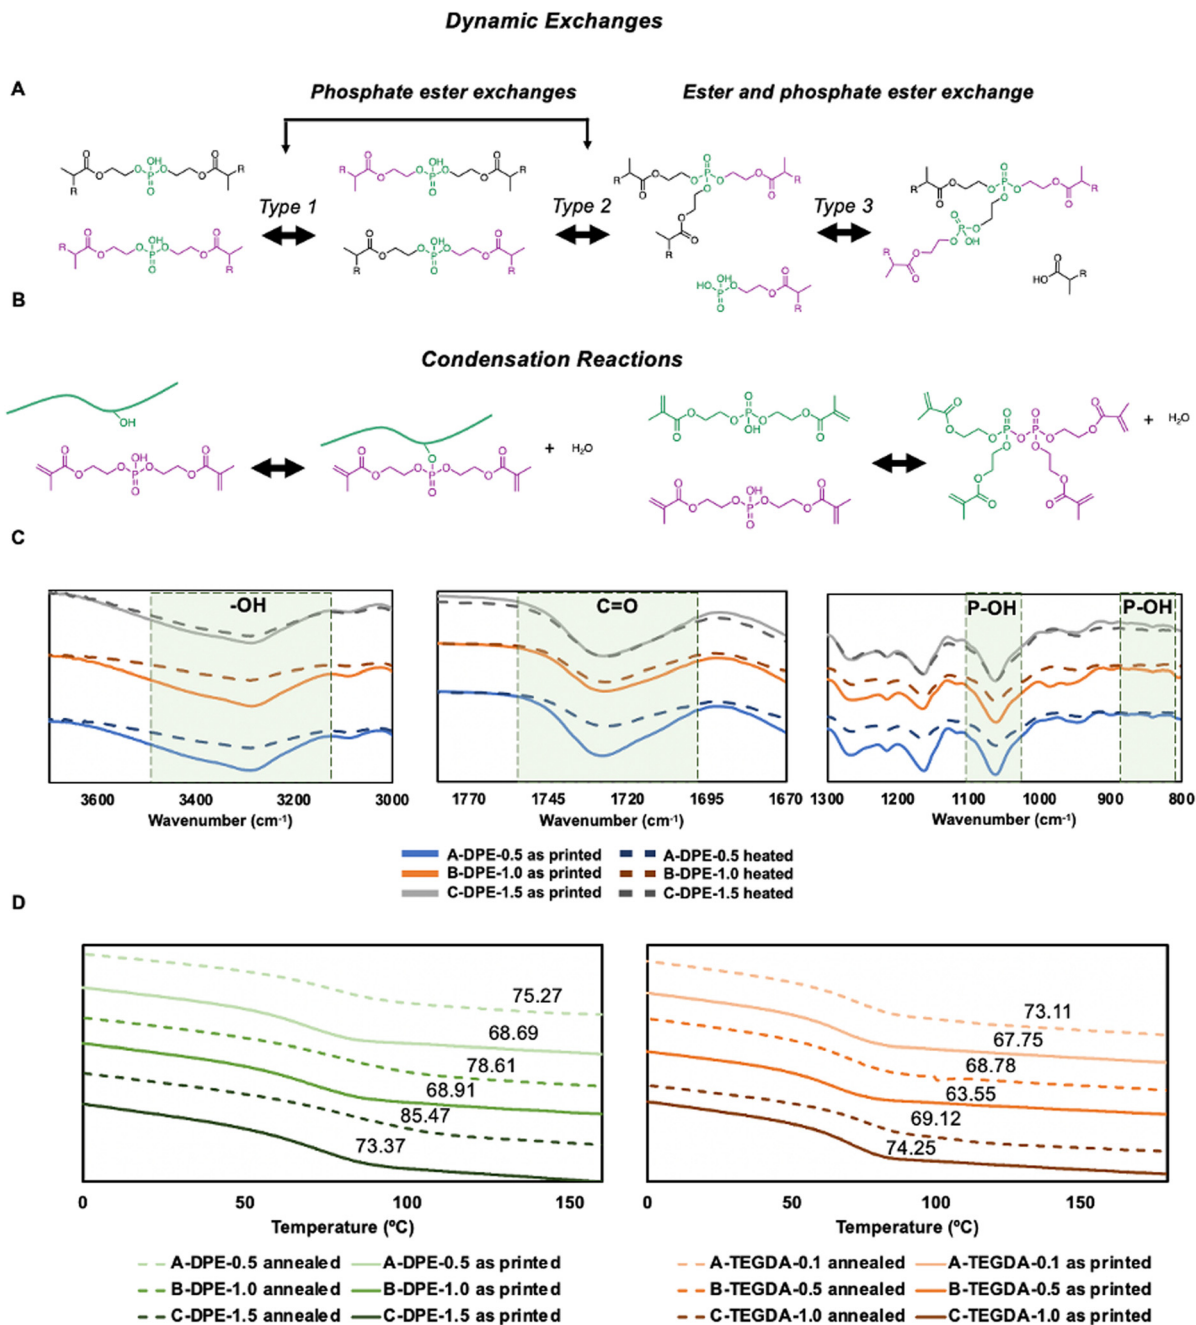 Dynamic Exchanges
A
Phosphate ester exchanges
Ester and phosphate ester exchange
Type 1
Type 2
Type 3
B
Condensation Reactions
OH
+ H₂O
+ H₂O
C
-OH
C=O
P-OH
P-OH
3600 3400 3200 3000
1770 1745 1720 1695 1670
1300 1200 1100 1000 900 800
Wavenumber (cm⁻¹)
Wavenumber (cm⁻¹)
Wavenumber (cm⁻¹)
A-DPE-0.5 as printed
A-DPE-0.5 heated
B-DPE-1.0 as printed
B-DPE-1.0 heated
C-DPE-1.5 as printed
C-DPE-1.5 heated
D
75.27
68.69
78.61
68.91
85.47
73.37
0 50 100 150
Temperature (ºC)
73.11
67.75
68.78
63.55
69.12
74.25
0 50 100 150
Temperature (ºC)
A-DPE-0.5 annealed
A-DPE-0.5 as printed
B-DPE-1.0 annealed
B-DPE-1.0 as printed
C-DPE-1.5 annealed
C-DPE-1.5 as printed
A-TEGDA-0.1 annealed
A-TEGDA-0.1 as printed
B-TEGDA-0.5 annealed
B-TEGDA-0.5 as printed
C-TEGDA-1.0 annealed
C-TEGDA-1.0 as printed